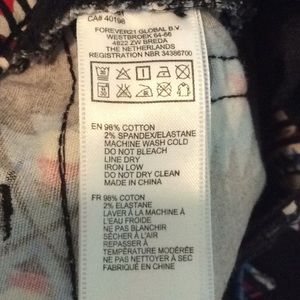 CA# 40198
FOREVER21 GLOBAL B.V.
WESTBROEK 64-66
4822 ZW BREDA
THE NETHERLANDS
REGISTRATION NBR 34386700
EN 98% COTTON
2% SPANDEX/ELASTANE
MACHINE WASH COLD
DO NOT BLEACH
LINE DRY
IRON LOW
DO NOT DRY CLEAN
MADE IN CHINA
FR 98% COTON
2% ELASTANE
LAVER À LA MACHINE À
L'EAU FROIDE
NE PAS BLANCHIR
SÉCHER À L'AIR
REPASSER À
TEMPÉRATURE MODÉRÉE
NE PAS NETTOYER À SEC
FABRIQUÉ EN CHINE